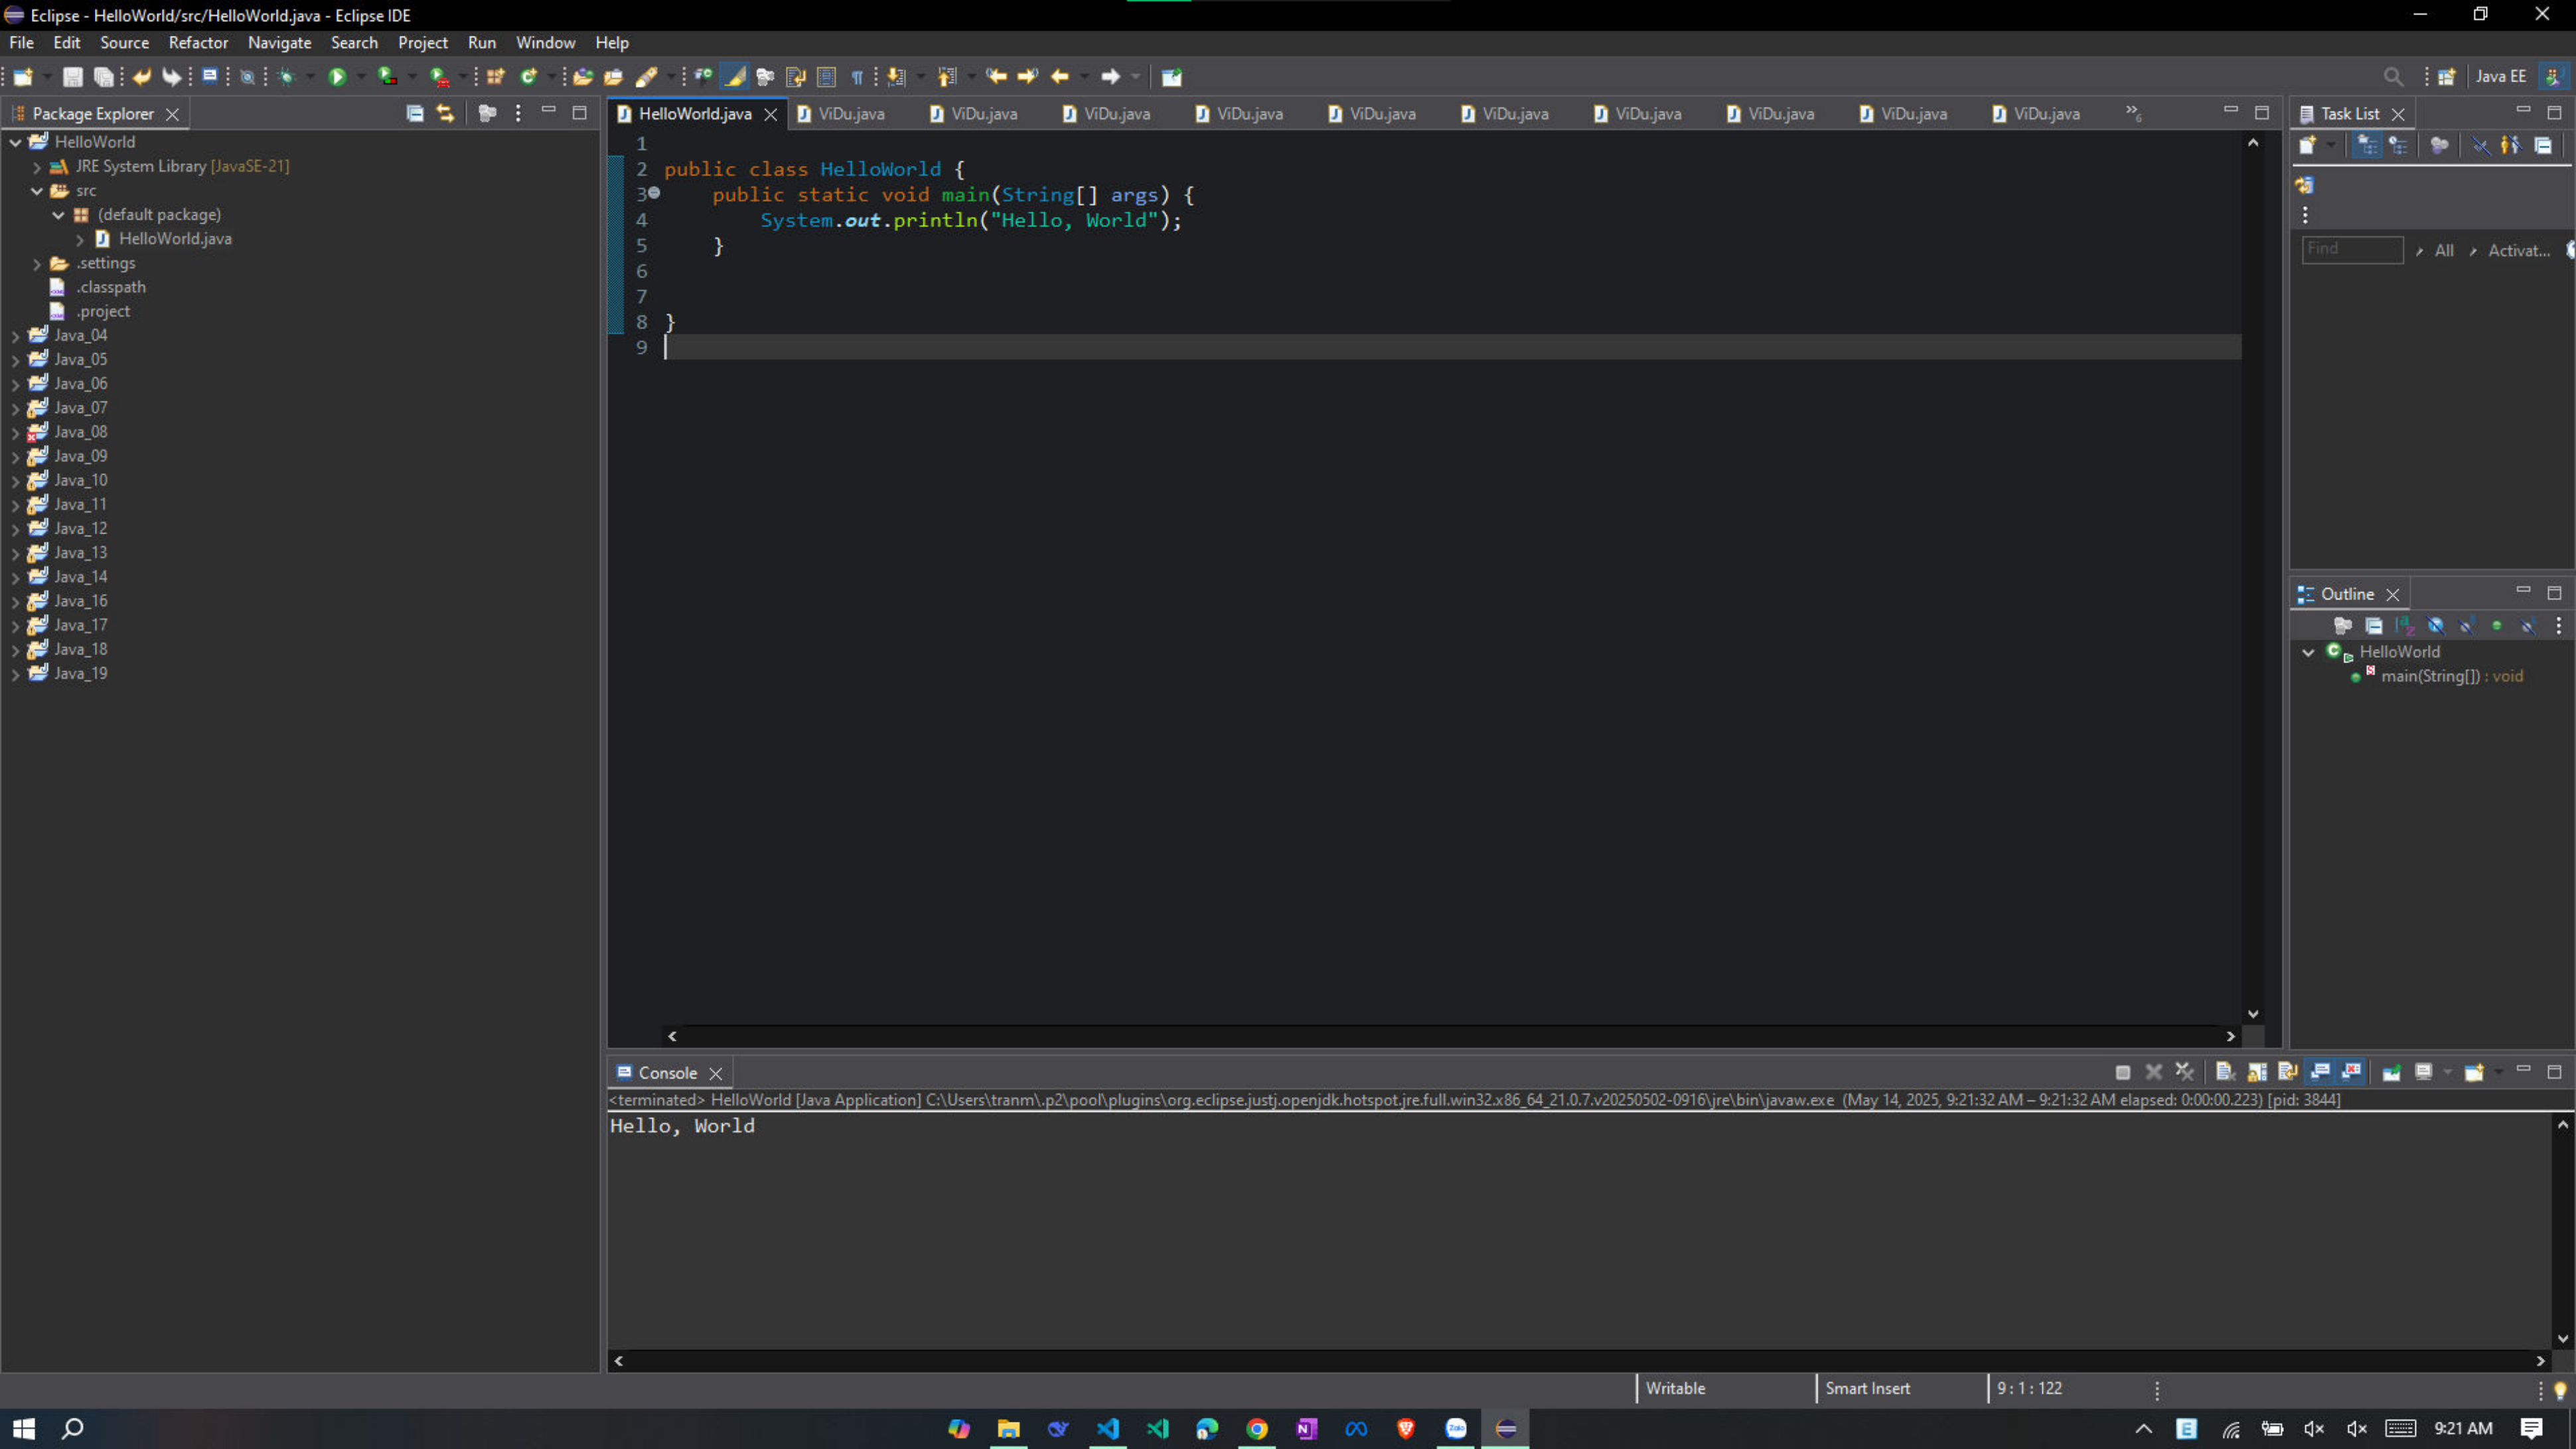 Eclipse - HelloWorld/src/HelloWorld.java - Eclipse IDE
File Edit Source Refactor Navigate Search Project Run Window Help
Java EE
Package Explorer
HelloWorld
JRE System Library [JavaSE-21]
src
(default package)
HelloWorld.java
.settings
.classpath
.project
Java_04
Java_05
Java_06
Java_07
Java_08
Java_09
Java_10
Java_11
Java_12
Java_13
Java_14
Java_16
Java_17
Java_18
Java_19
HelloWorld.java ViDu.java ViDu.java ViDu.java ViDu.java ViDu.java ViDu.java ViDu.java ViDu.java ViDu.java ViDu.java »6
1
2 public class HelloWorld {
3 public static void main(String[] args) {
4 System.out.println("Hello, World");
5 }
6
7
8 }
9
Task List
Find All Activat...
Outline
HelloWorld
main(String[]) : void
Console
<terminated> HelloWorld [Java Application] C:\Users\tranm\.p2\pool\plugins\org.eclipse.justj.openjdk.hotspot.jre.full.win32.x86_64_21.0.7.v20250502-0916\jre\bin\javaw.exe (May 14, 2025, 9:21:32 AM – 9:21:32 AM elapsed: 0:00:00.223) [pid: 3844]
Hello, World
Writable Smart Insert 9 : 1 : 122
Zalo
E
9:21 AM